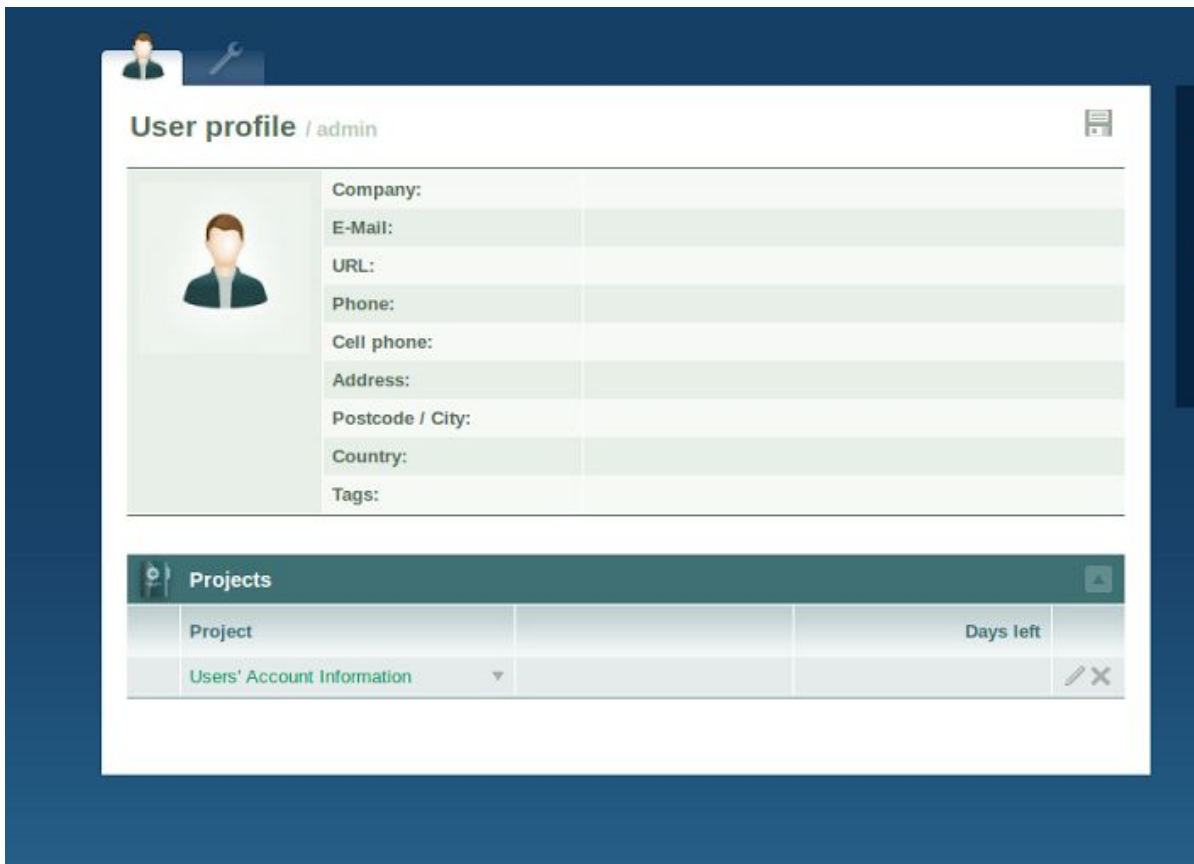 User profile / admin
Company:
E-Mail:
URL:
Phone:
Cell phone:
Address:
Postcode / City:
Country:
Tags:
Projects
Project Days left
Users' Account Information